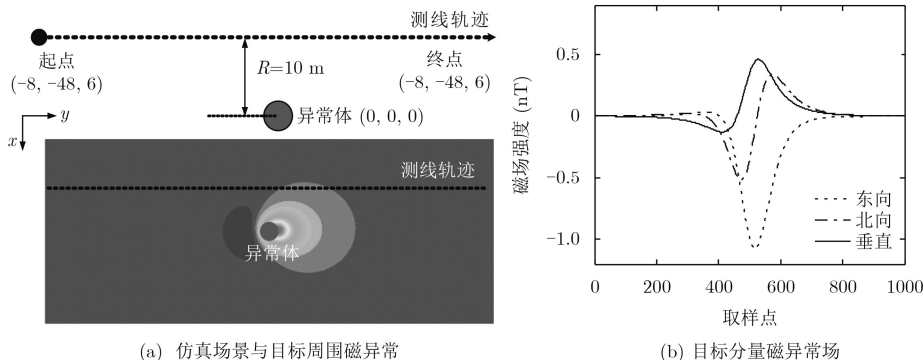 测线轨迹
起点
(-8, -48, 6)
R=10 m
终点
(-8, -48, 6)
异常体 (0, 0, 0)
y
x
测线轨迹
异常体
(a) 仿真场景与目标周围磁异常
0.5
0
-0.5
-1.0
磁场强度 (nT)
东向
北向
垂直
0 200 400 600 800 1000
取样点
(b) 目标分量磁异常场